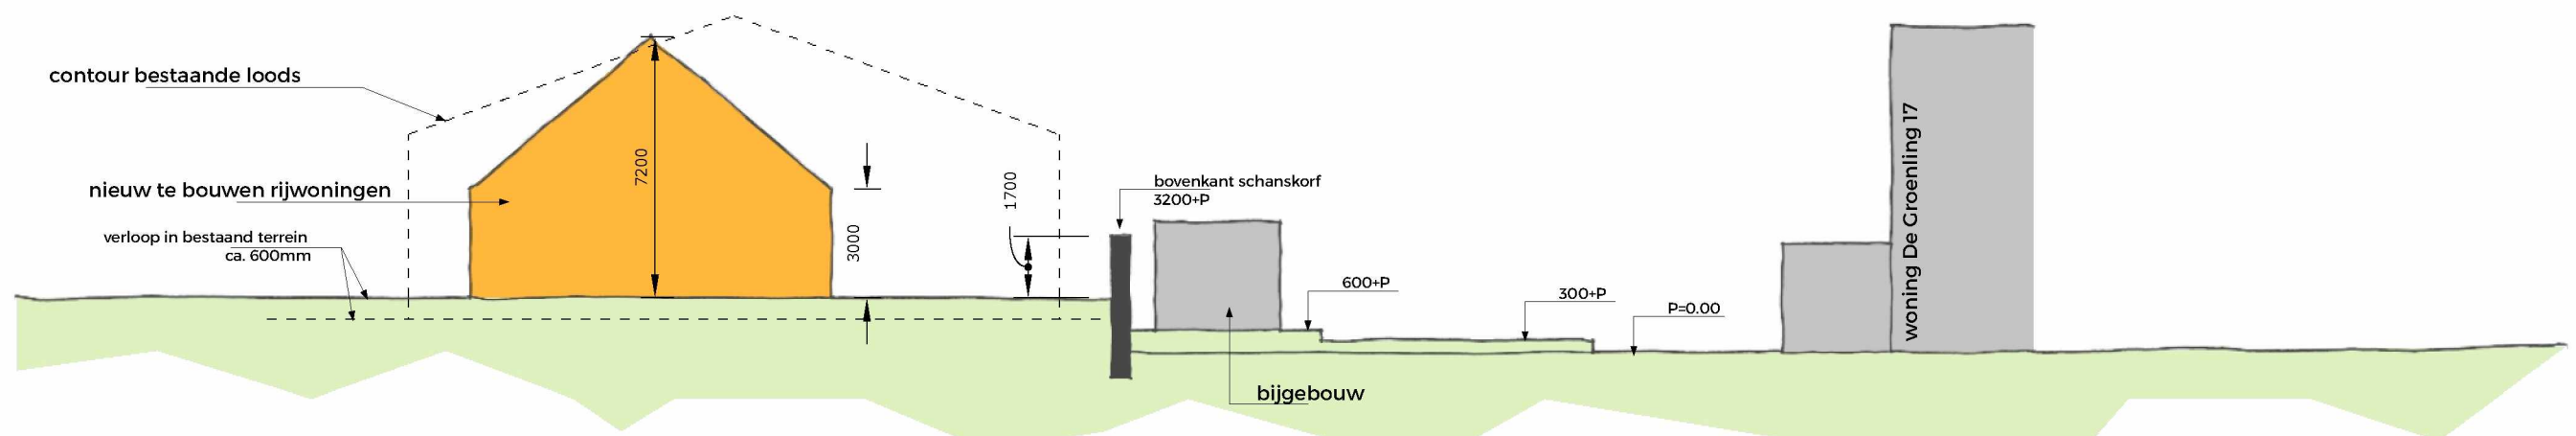 contour bestaande loods
nieuw te bouwen rijwoningen
verloop in bestaand terrein
ca. 600mm
7200
3000
1700
bovenkant schanskorf
3200+P
600+P
300+P
P=0.00
bijgebouw
woning De Groenling 17